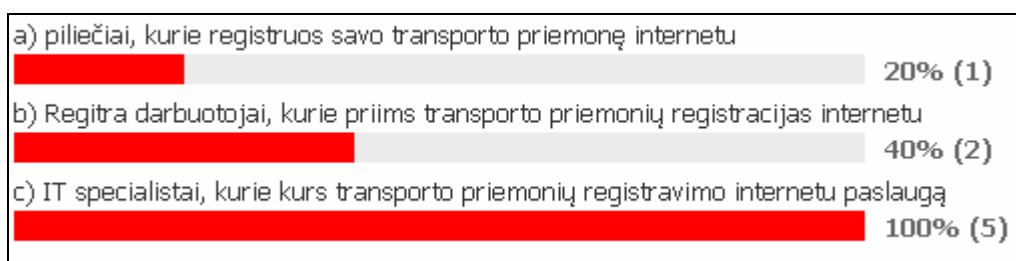 a) piliečiai, kurie registruos savo transporto priemonę internetu
20% (1)
b) Regitra darbuotojai, kurie priims transporto priemonių registracijas internetu
40% (2)
c) IT specialistai, kurie kurs transporto priemonių registravimo internetu paslaugą
100% (5)